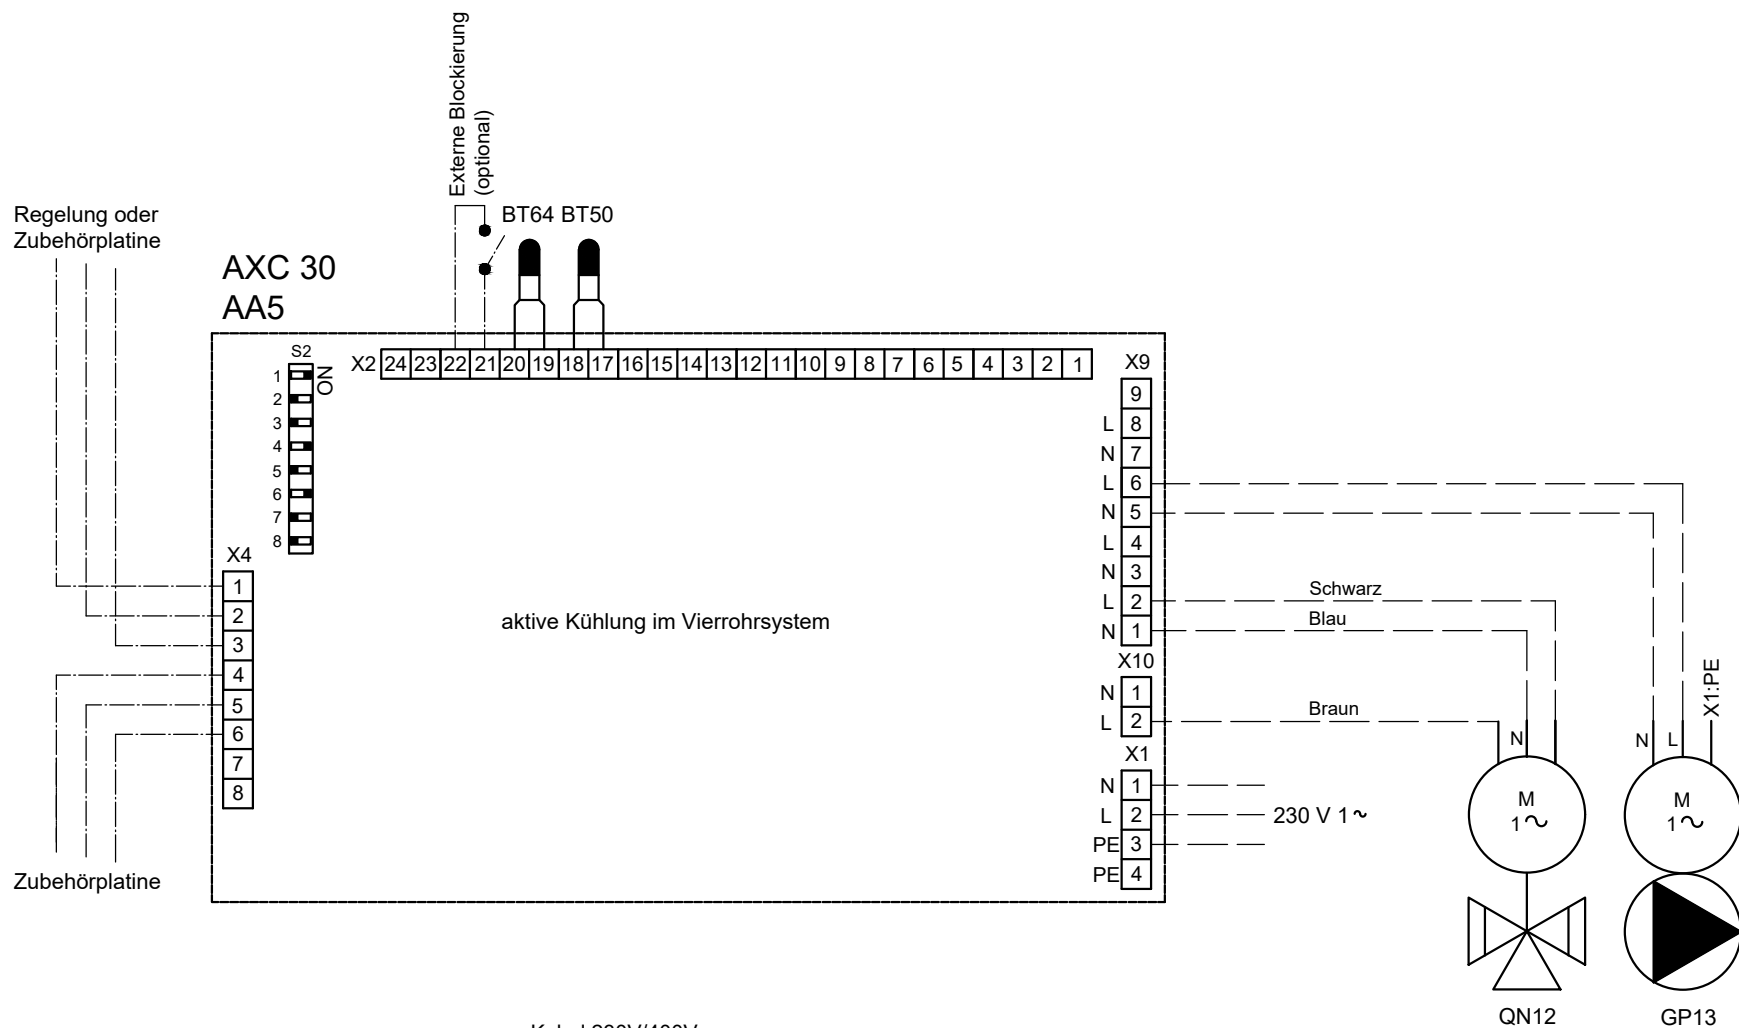 Externe Blockierung
(optional)
Regelung oder
Zubehörplatine
BT64 BT50
AXC 30
AA5
S2
ON
1
2
3
4
5
6
7
8
X2 24 23 22 21 20 19 18 17 16 15 14 13 12 11 10 9 8 7 6 5 4 3 2 1
X9
9
L 8
N 7
L 6
N 5
L 4
N 3
L 2 Schwarz
N 1 Blau
X10
N 1
L 2 Braun
X1
N 1
L 2 230 V 1~
PE 3
PE 4
X4
1
2
3
4
5
6
7
8
aktive Kühlung im Vierrohrsystem
Zubehörplatine
N
N L X1:PE
M
1~
M
1~
QN12
GP13